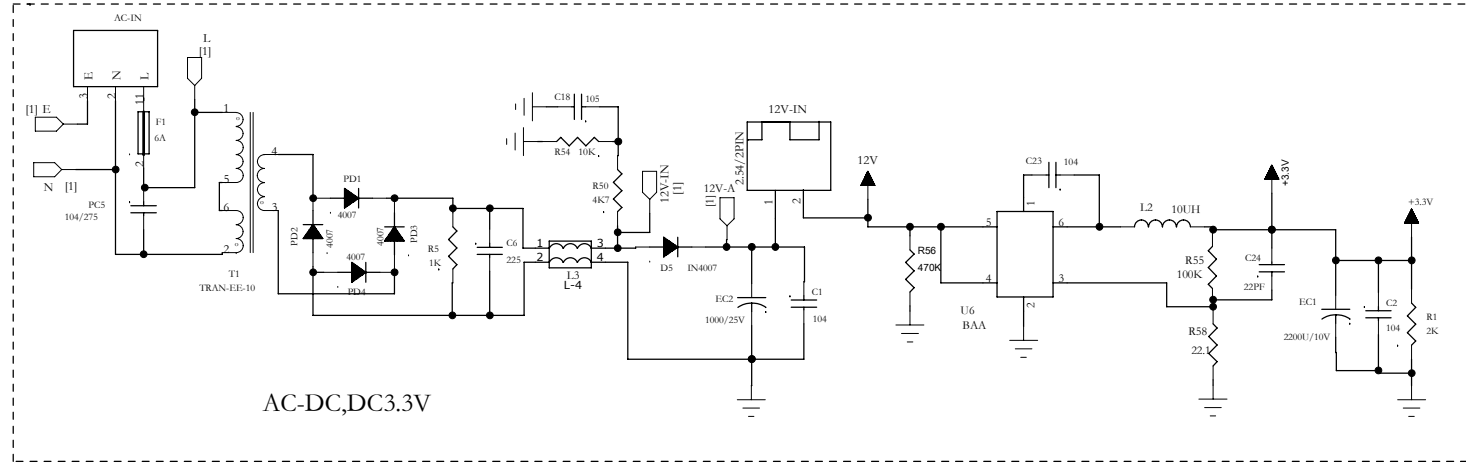 AC-IN
L
[1]
E
N
L
3
2
11
[1] E
F1
6A
2
N [1]
PC5
104/275
1
5
6
2
4
3
T1
TRAN-EE-10
PD1
4007
PD2
4007
4007
PD3
4007
PD4
R5
1K
C6
225
1
2
3
4
L3
L-4
C18
105
R54
10K
R50
4K7
12V-IN
[1]
12V-A
[1]
D5
IN4007
EC2
1000/25V
C1
104
12V-IN
2.54/2PIN
1
2
12V
R56
470K
C23
104
1
5
6
4
3
2
U6
BAA
L2
10UH
R55
100K
C24
22PF
R58
22.1
+3.3V
+3.3V
EC1
2200U/10V
C2
104
R1
2K
AC-DC,DC3.3V